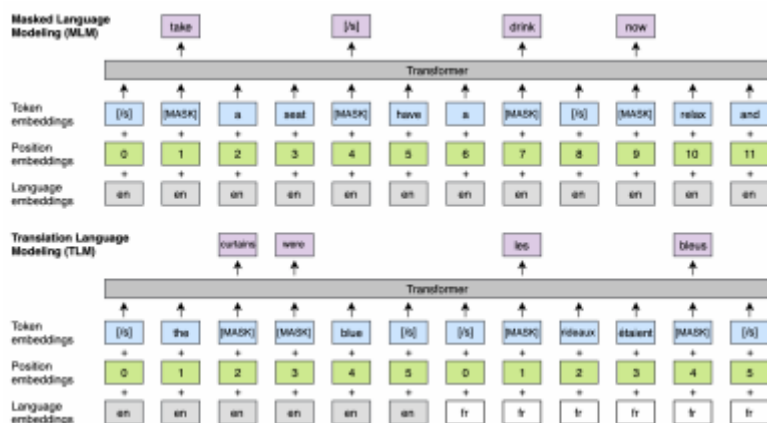 Masked Language
Modeling (MLM)
take [/s] drink now
Transformer
Token
embeddings
[/s] [MASK] a seat [MASK] have a [MASK] [/s] [MASK] relax and
+ + + + + + + + + + + +
Position
embeddings
0 1 2 3 4 5 6 7 8 9 10 11
+ + + + + + + + + + + +
Language
embeddings
en en en en en en en en en en en en
Translation Language
Modeling (TLM)
curtains were les bleus
Transformer
Token
embeddings
[/s] the [MASK] [MASK] blue [/s] [/s] [MASK] rideaux étaient [MASK] [/s]
+ + + + + + + + + + + +
Position
embeddings
0 1 2 3 4 5 0 1 2 3 4 5
+ + + + + + + + + + + +
Language
embeddings
en en en en en en fr fr fr fr fr fr